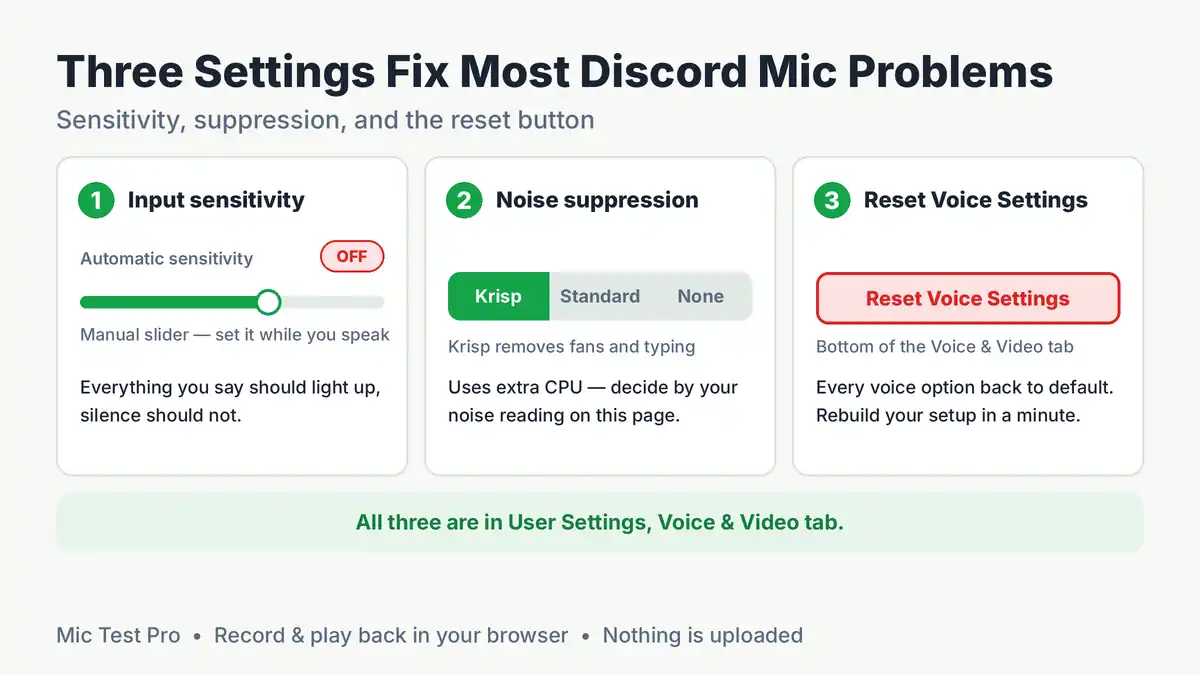 Three Settings Fix Most Discord Mic Problems
Sensitivity, suppression, and the reset button
1 Input sensitivity
Automatic sensitivity OFF
Manual slider — set it while you speak
Everything you say should light up,
silence should not.
2 Noise suppression
Krisp Standard None
Krisp removes fans and typing
Uses extra CPU — decide by your
noise reading on this page.
3 Reset Voice Settings
Reset Voice Settings
Bottom of the Voice & Video tab
Every voice option back to default.
Rebuild your setup in a minute.
All three are in User Settings, Voice & Video tab.
Mic Test Pro • Record & play back in your browser • Nothing is uploaded